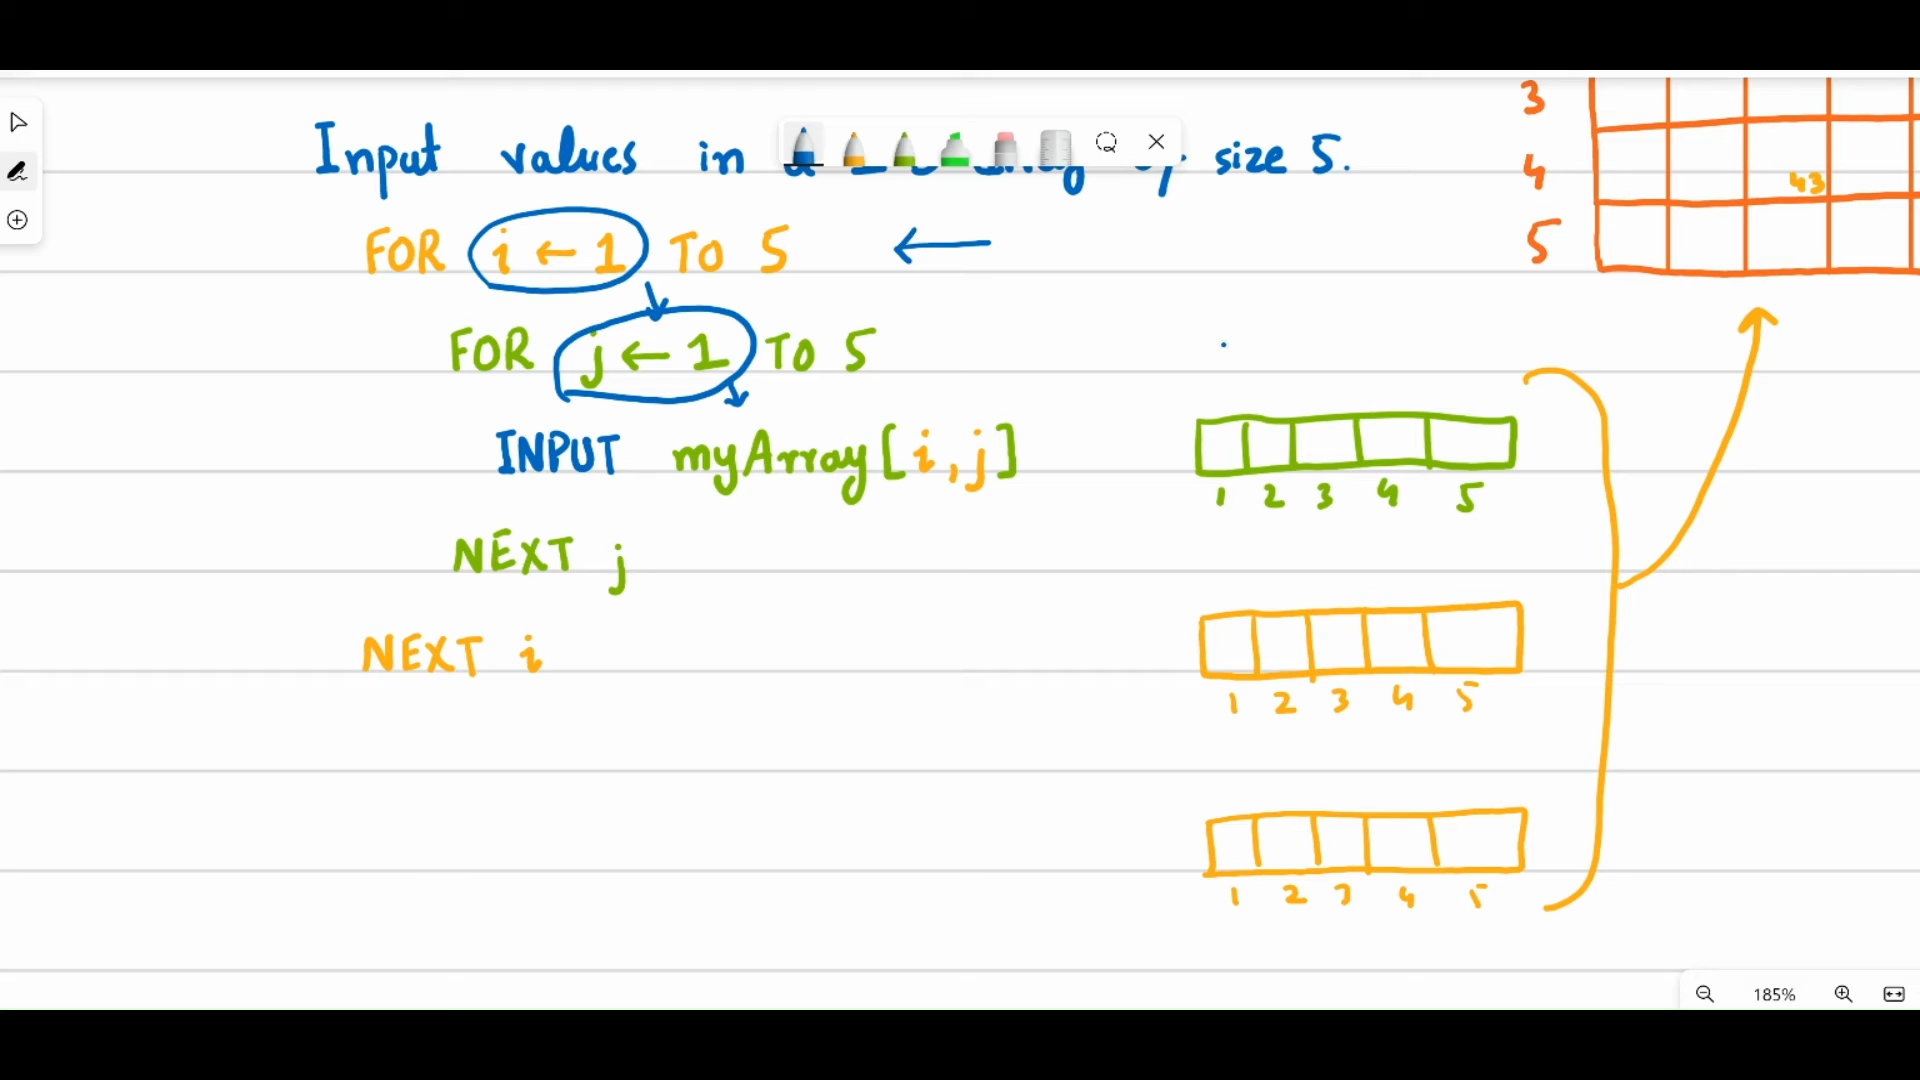 Input values in size 5.
FOR i ← 1 TO 5 ←
FOR j ← 1 TO 5
INPUT myArray[i,j]
NEXT j
NEXT i
3
4
43
5
1 2 3 4 5
1 2 3 4 5
1 2 3 4 5
185%